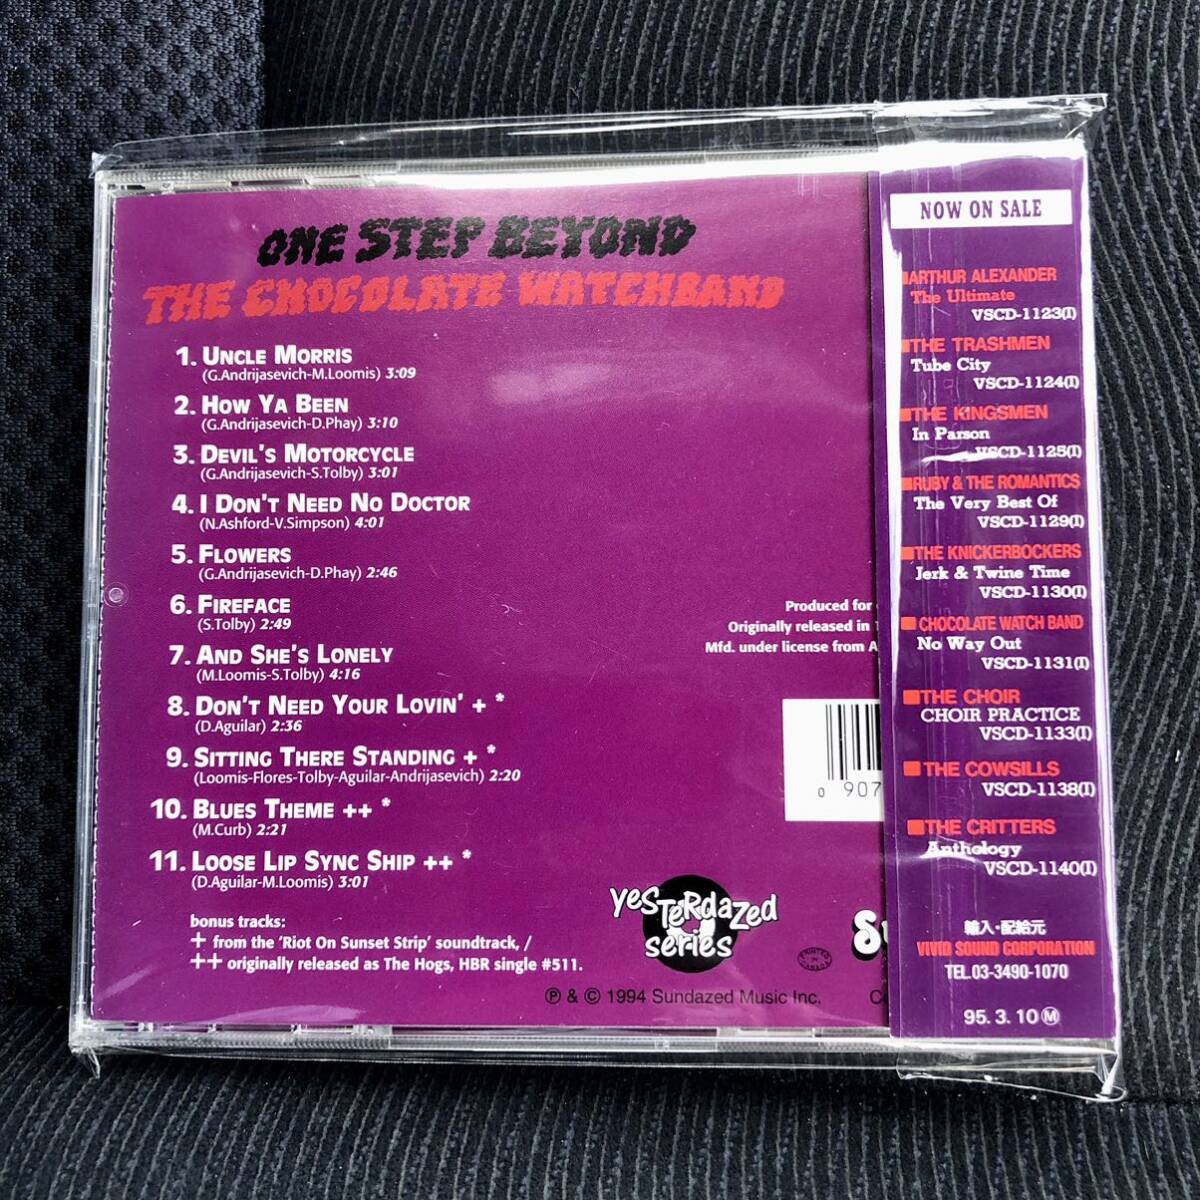 ONE STEP BEYOND
THE CHOCOLATE WATCHBAND
1. UNCLE MORRIS
(G.Andrijasevich-M.Loomis) 3:09
2. HOW YA BEEN
(G.Andrijasevich-D.Phay) 3:10
3. DEVIL'S MOTORCYCLE
(G.Andrijasevich-S.Tolby) 3:01
4. I DON'T NEED NO DOCTOR
(N.Ashford-V.Simpson) 4:01
5. FLOWERS
(G.Andrijasevich-D.Phay) 2:46
6. FIREFACE
(S.Tolby) 2:49
7. AND SHE'S LONELY
(M.Loomis-S.Tolby) 4:16
8. DON'T NEED YOUR LOVIN' + *
(D.Aguilar) 2:36
9. SITTING THERE STANDING + *
(Loomis-Flores-Tolby-Aguilar-Andrijasevich) 2:20
10. BLUES THEME ++ *
(M.Curb) 2:21
11. LOOSE LIP SYNC SHIP ++ *
(D.Aguilar-M.Loomis) 3:01
bonus tracks:
+ from the 'Riot On Sunset Strip' soundtrack, /
++ originally released as The Hogs, HBR single #511.
Produced for
Originally released in
Mfd. under license from A
0 907
yesterdazed
series
PRINTED IN CANADA
℗ & © 1994 Sundazed Music Inc.
NOW ON SALE
■ARTHUR ALEXANDER
The Ultimate
VSCD-1123(I)
■THE TRASHMEN
Tube City
VSCD-1124(I)
■THE KINGSMEN
In Parson
VSCD-1125(I)
■RUBY & THE ROMANTICS
The Very Best Of
VSCD-1129(I)
■THE KNICKERBOCKERS
Jerk & Twine Time
VSCD-1130(I)
■CHOCOLATE WATCH BAND
No Way Out
VSCD-1131(I)
■THE CHOIR
CHOIR PRACTICE
VSCD-1133(I)
■THE COWSILLS
VSCD-1138(I)
■THE CRITTERS
Anthology
VSCD-1140(I)
輸入・配給元
VIVID SOUND CORPORATION
TEL.03-3490-1070
95. 3. 10 Ⓜ